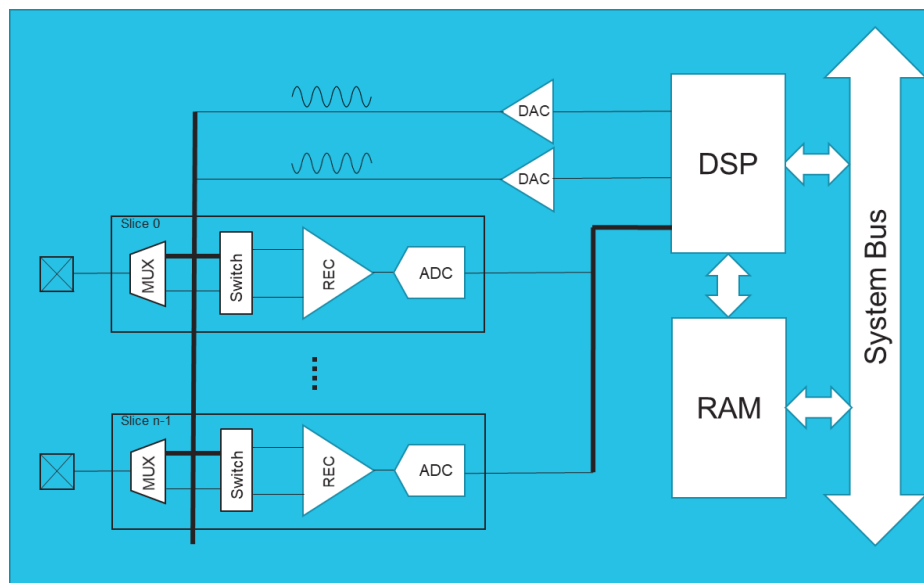 DAC
DAC
DSP
System Bus
Slice 0
MUX
Switch
REC
ADC
RAM
Slice n-1
MUX
Switch
REC
ADC